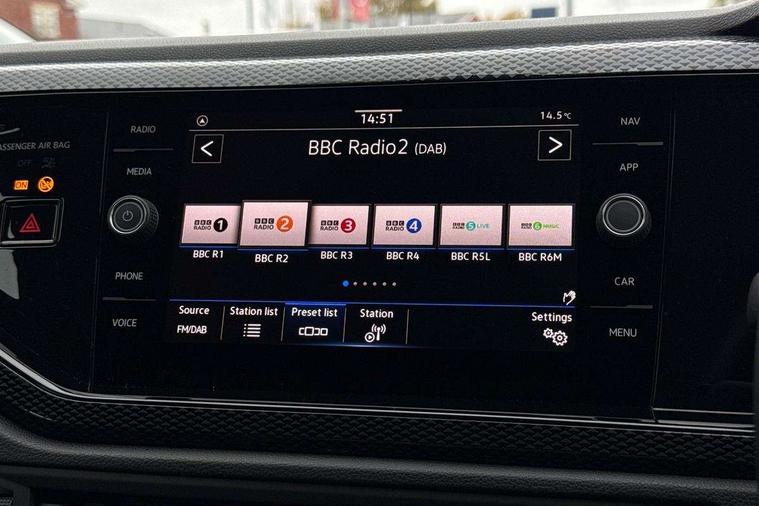 14:51
14.5°C
RADIO
NAV
PASSENGER AIR BAG
OFF
ON
BBC Radio2 (DAB)
MEDIA
APP
BBC RADIO 1
BBC RADIO 2
BBC RADIO 3
BBC RADIO 4
BBC RADIO 5 LIVE
BBC RADIO 6 MUSIC
BBC R1
BBC R2
BBC R3
BBC R4
BBC R5L
BBC R6M
PHONE
CAR
Source
Station list
Preset list
Station
Settings
FM/DAB
VOICE
MENU